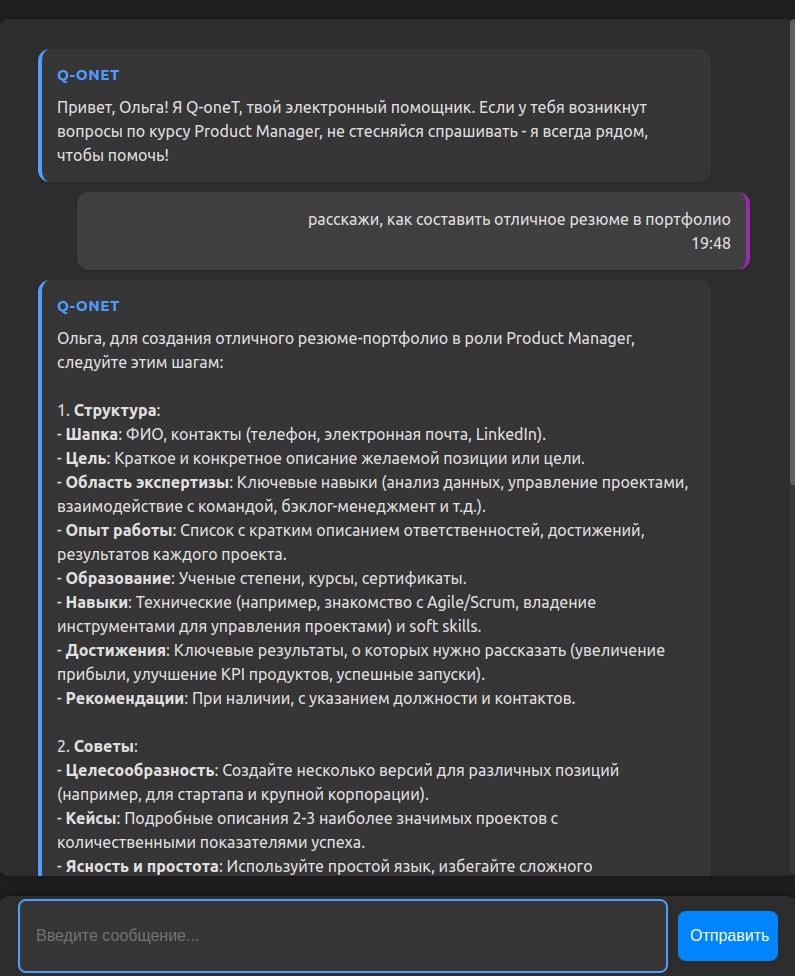 Q-ONET
Привет, Ольга! Я Q-oneT, твой электронный помощник. Если у тебя возникнут
вопросы по курсу Product Manager, не стесняйся спрашивать - я всегда рядом,
чтобы помочь!
расскажи, как составить отличное резюме в портфолио
19:48
Q-ONET
Ольга, для создания отличного резюме-портфолио в роли Product Manager,
следуйте этим шагам:
1. Структура:
- Шапка: ФИО, контакты (телефон, электронная почта, LinkedIn).
- Цель: Краткое и конкретное описание желаемой позиции или цели.
- Область экспертизы: Ключевые навыки (анализ данных, управление проектами,
взаимодействие с командой, бэклог-менеджмент и т.д.).
- Опыт работы: Список с кратким описанием ответственностей, достижений,
результатов каждого проекта.
- Образование: Ученые степени, курсы, сертификаты.
- Навыки: Технические (например, знакомство с Agile/Scrum, владение
инструментами для управления проектами) и soft skills.
- Достижения: Ключевые результаты, о которых нужно рассказать (увеличение
прибыли, улучшение KPI продуктов, успешные запуски).
- Рекомендации: При наличии, с указанием должности и контактов.
2. Советы:
- Целесообразность: Создайте несколько версий для различных позиций
(например, для стартапа и крупной корпорации).
- Кейсы: Подробные описания 2-3 наиболее значимых проектов с
количественными показателями успеха.
- Ясность и простота: Используйте простой язык, избегайте сложного
Введите сообщение...
Отправить